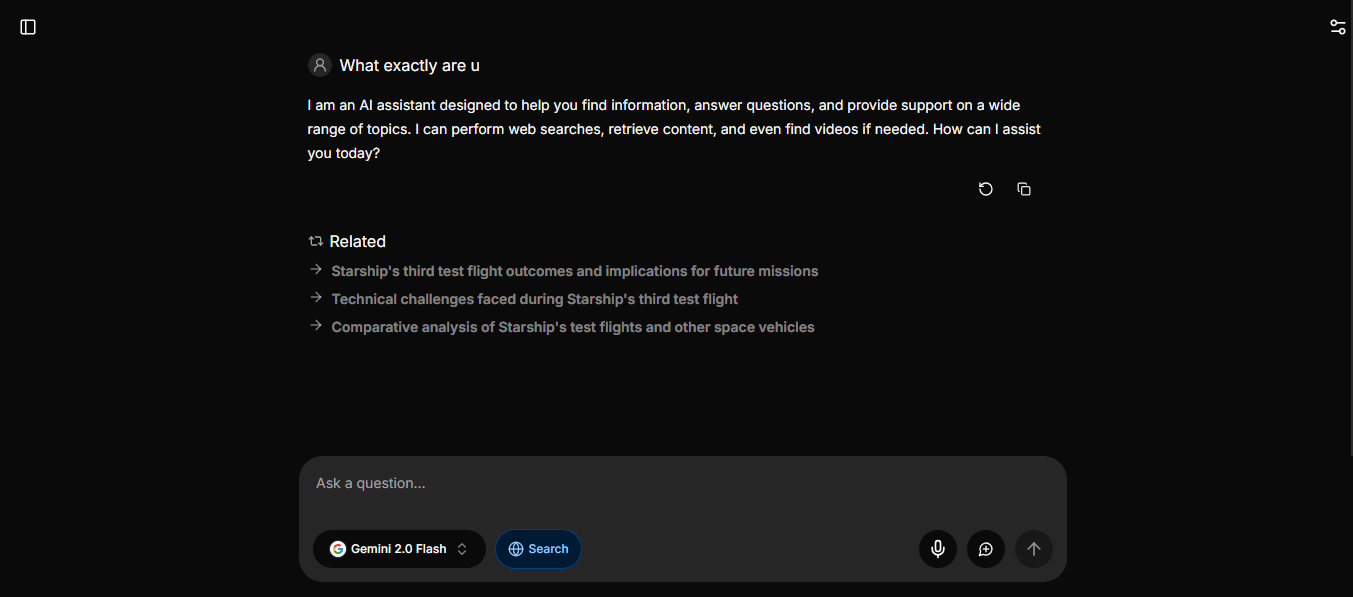 What exactly are u
I am an AI assistant designed to help you find information, answer questions, and provide support on a wide
range of topics. I can perform web searches, retrieve content, and even find videos if needed. How can I assist
you today?
Related
Starship's third test flight outcomes and implications for future missions
Technical challenges faced during Starship's third test flight
Comparative analysis of Starship's test flights and other space vehicles
Ask a question...
Gemini 2.0 Flash Search